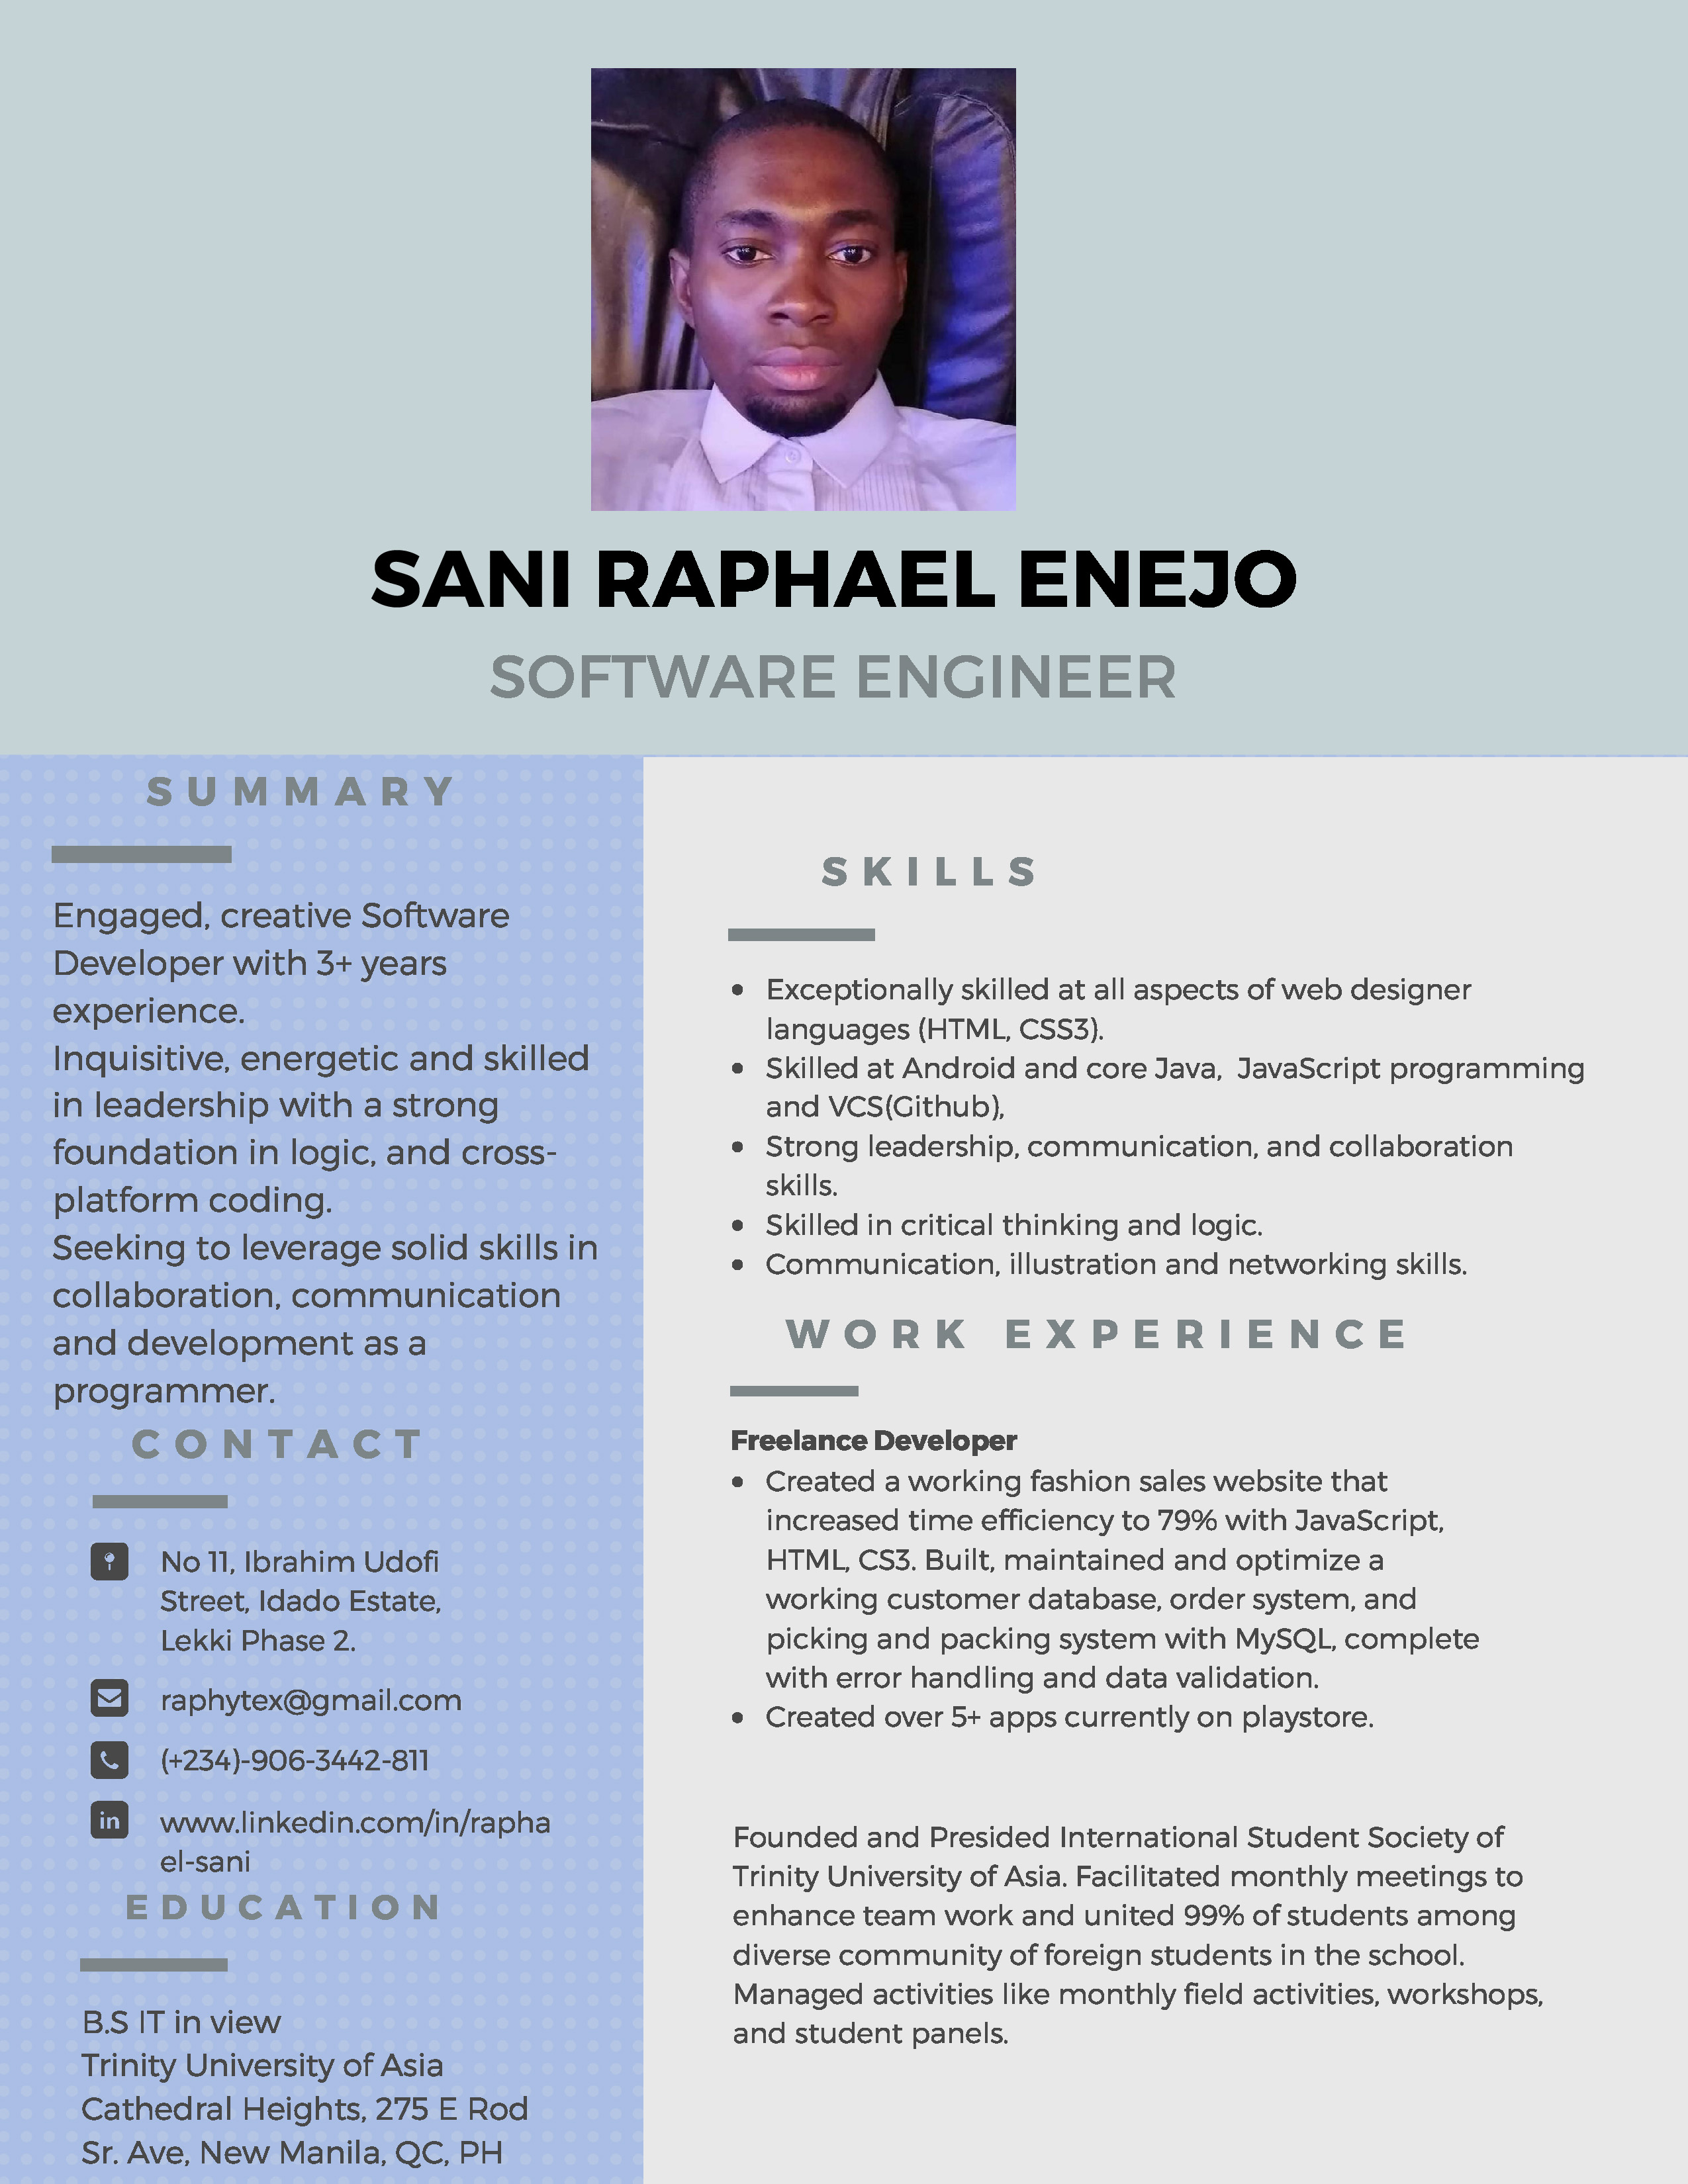 SANI RAPHAEL ENEJO
SOFTWARE ENGINEER
SUMMARY
Engaged, creative Software
Developer with 3+ years
experience.
Inquisitive, energetic and skilled
in leadership with a strong
foundation in logic, and cross-
platform coding.
Seeking to leverage solid skills in
collaboration, communication
and development as a
programmer.
CONTACT
No 11, Ibrahim Udofi
Street, Idado Estate,
Lekki Phase 2.
raphytex@gmail.com
(+234)-906-3442-811
in
www.linkedin.com/in/rapha
el-sani
EDUCATION
B.S IT in view
Trinity University of Asia
Cathedral Heights, 275 E Rod
Sr. Ave, New Manila, QC, PH
SKILLS
• Exceptionally skilled at all aspects of web designer
languages (HTML, CSS3).
• Skilled at Android and core Java,  JavaScript programming
and VCS(Github),
• Strong leadership, communication, and collaboration
skills.
• Skilled in critical thinking and logic.
• Communication, illustration and networking skills.
WORK EXPERIENCE
Freelance Developer
• Created a working fashion sales website that
increased time efficiency to 79% with JavaScript,
HTML, CS3. Built, maintained and optimize a
working customer database, order system, and
picking and packing system with MySQL, complete
with error handling and data validation.
• Created over 5+ apps currently on playstore.
Founded and Presided International Student Society of
Trinity University of Asia. Facilitated monthly meetings to
enhance team work and united 99% of students among
diverse community of foreign students in the school.
Managed activities like monthly field activities, workshops,
and student panels.